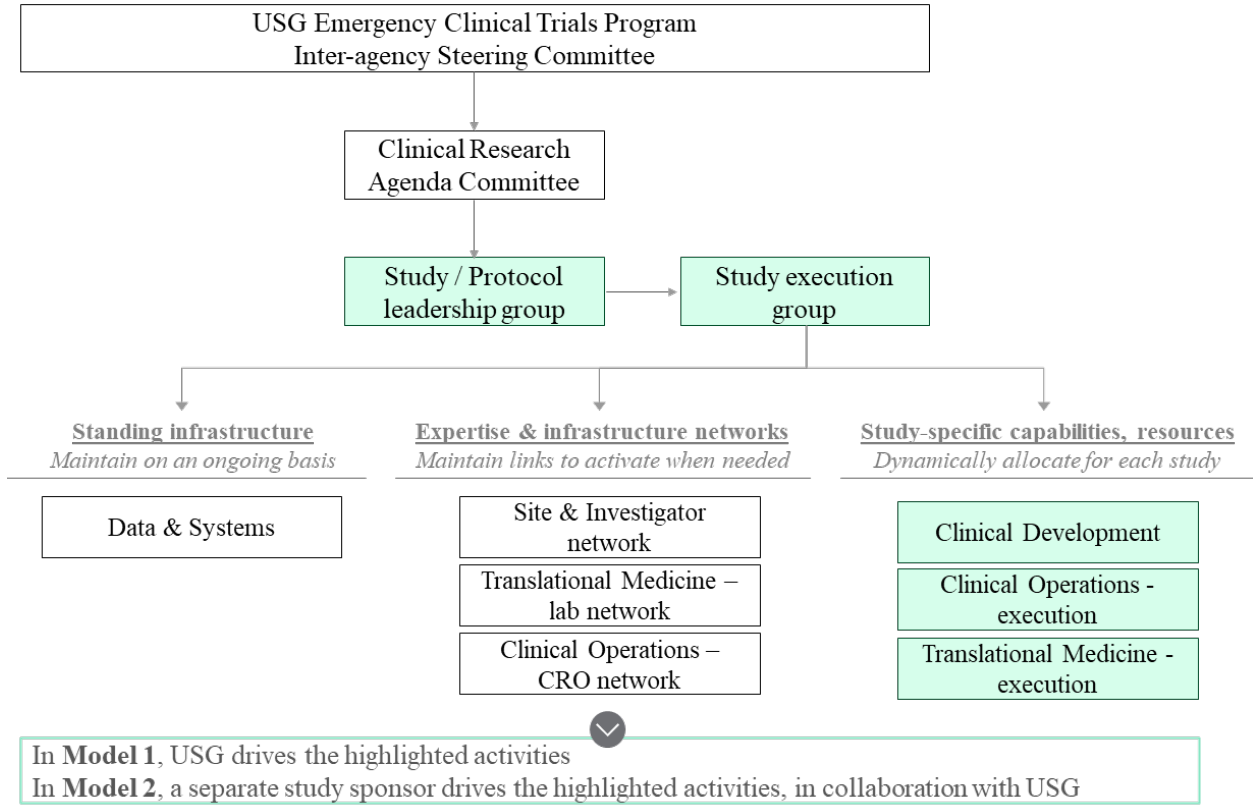 USG Emergency Clinical Trials Program
Inter-agency Steering Committee
Clinical Research
Agenda Committee
Study / Protocol
leadership group
Study execution
group
Standing infrastructure
Maintain on an ongoing basis
Data & Systems
Expertise & infrastructure networks
Maintain links to activate when needed
Site & Investigator
network
Translational Medicine –
lab network
Clinical Operations –
CRO network
Study-specific capabilities, resources
Dynamically allocate for each study
Clinical Development
Clinical Operations -
execution
Translational Medicine -
execution
In Model 1, USG drives the highlighted activities
In Model 2, a separate study sponsor drives the highlighted activities, in collaboration with USG